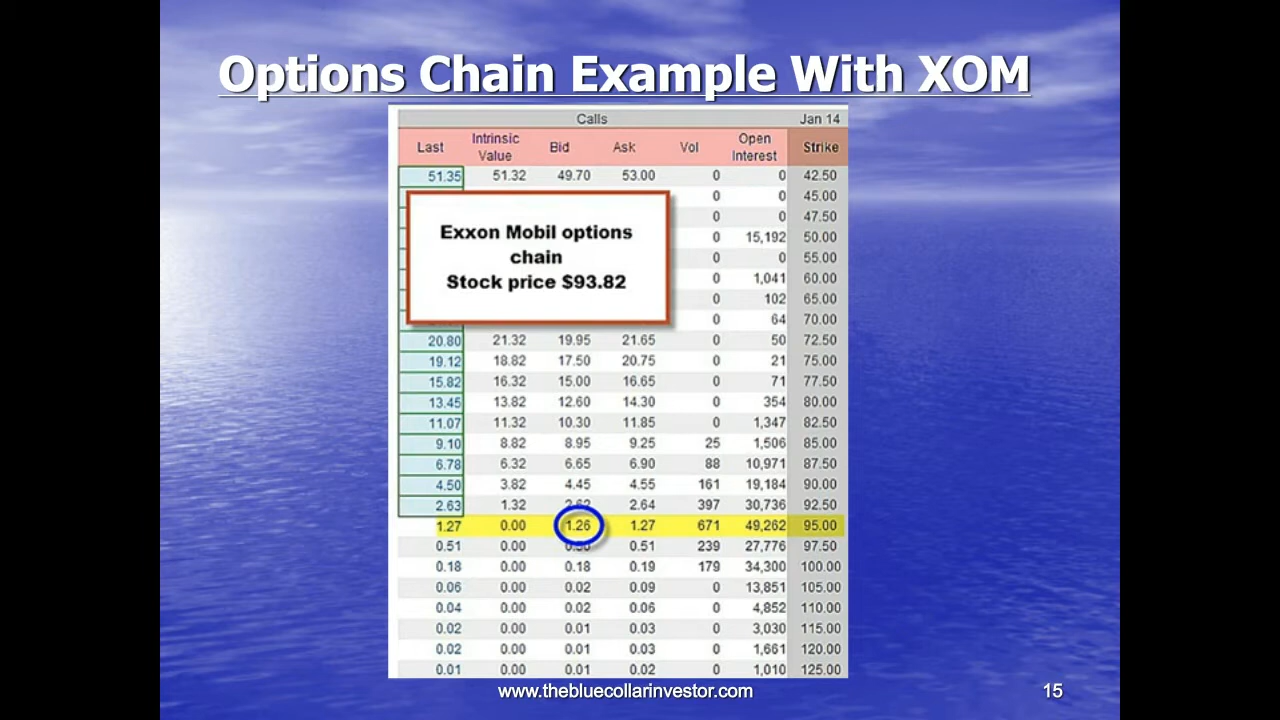 Options Chain Example With XOM
Calls Jan 14
Last Intrinsic Value Bid Ask Vol Open Interest Strike
51.35 51.32 49.70 53.00 0 0 42.50
0 0 45.00
0 0 47.50
0 15,192 50.00
0 0 55.00
0 1,041 60.00
0 102 65.00
0 64 70.00
Exxon Mobil options
chain
Stock price $93.82
20.80 21.32 19.95 21.65 0 50 72.50
19.12 18.82 17.50 20.75 0 21 75.00
15.82 16.32 15.00 16.65 0 71 77.50
13.45 13.82 12.60 14.30 0 354 80.00
11.07 11.32 10.30 11.85 0 1,347 82.50
9.10 8.82 8.95 9.25 25 1,506 85.00
6.78 6.32 6.65 6.90 88 10,971 87.50
4.50 3.82 4.45 4.55 161 19,184 90.00
2.63 1.32 2.62 2.64 397 30,736 92.50
1.27 0.00 1.26 1.27 671 49,262 95.00
0.51 0.00 0.51 239 27,776 97.50
0.18 0.00 0.18 0.19 179 34,300 100.00
0.06 0.00 0.02 0.09 0 13,851 105.00
0.04 0.00 0.02 0.06 0 4,852 110.00
0.02 0.00 0.01 0.03 0 3,030 115.00
0.02 0.00 0.01 0.03 0 1,661 120.00
0.01 0.00 0.01 0.02 0 1,010 125.00
www.thebluecollarinvestor.com 15